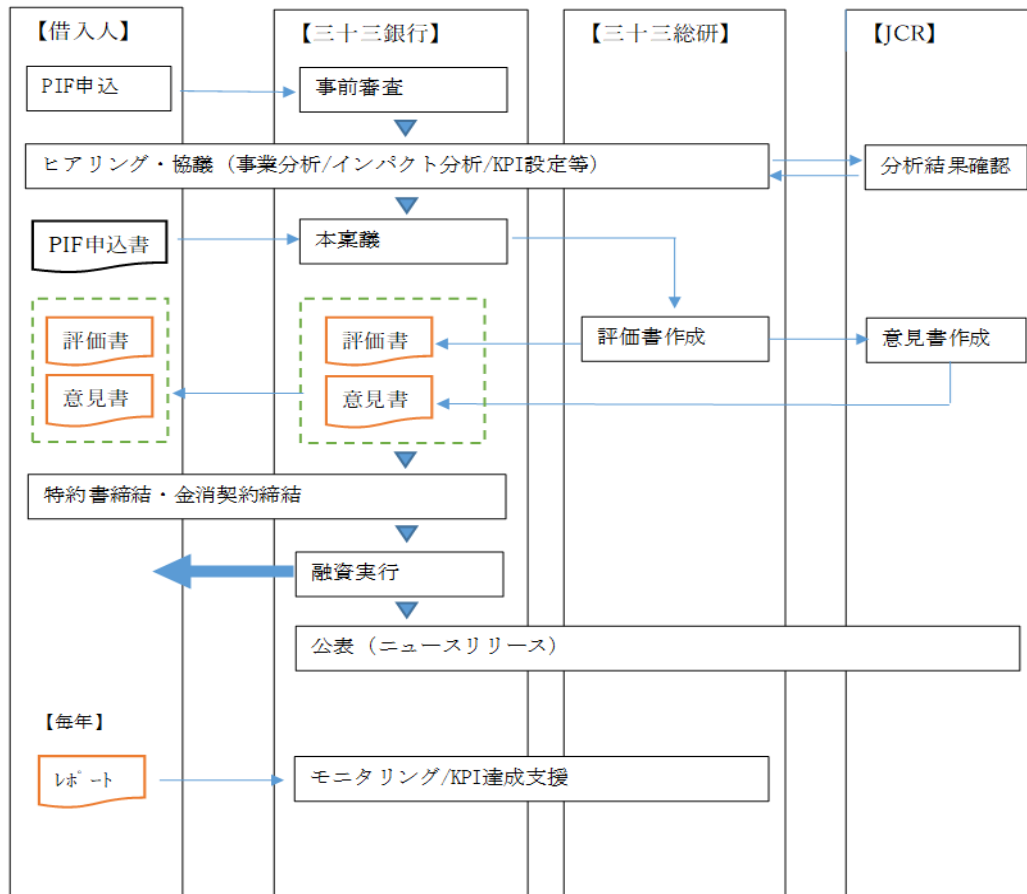 【借入人】
【三十三銀行】
【三十三総研】
【JCR】
PIF申込
事前審査
ヒアリング・協議（事業分析/インパクト分析/KPI設定等）
分析結果確認
PIF申込書
本稟議
評価書
評価書
評価書作成
意見書作成
意見書
意見書
特約書締結・金消契約締結
融資実行
公表（ニュースリリース）
【毎年】
ﾚﾎﾟｰﾄ
モニタリング/KPI達成支援